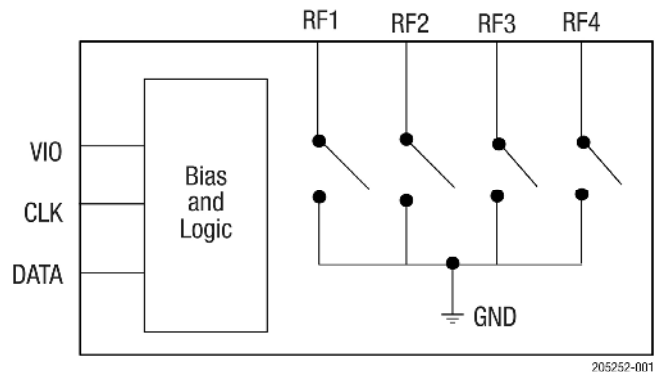 RF1 RF2 RF3 RF4
VIO
CLK
DATA
Bias
and
Logic
GND
205252-001